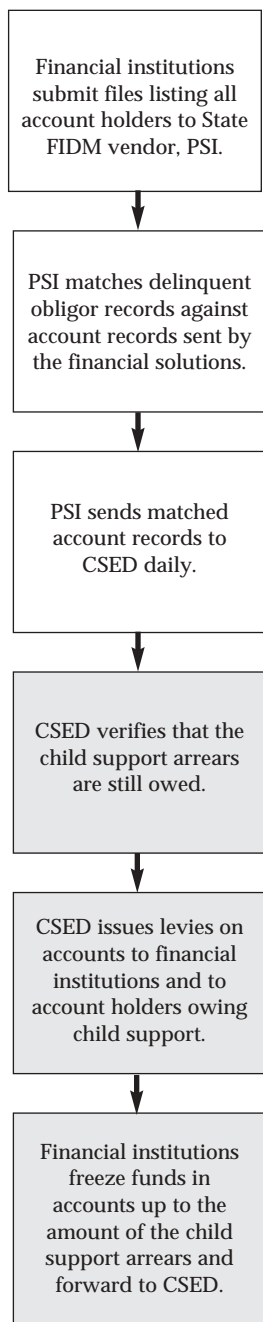 Financial institutions
submit files listing all
account holders to State
FIDM vendor, PSI.
PSI matches delinquent
obligor records against
account records sent by
the financial solutions.
PSI sends matched
account records to
CSED daily.
CSED verifies that the
child support arrears
are still owed.
CSED issues levies on
accounts to financial
institutions and to
account holders owing
child support.
Financial institutions
freeze funds in
accounts up to the
amount of the child
support arrears and
forward to CSED.